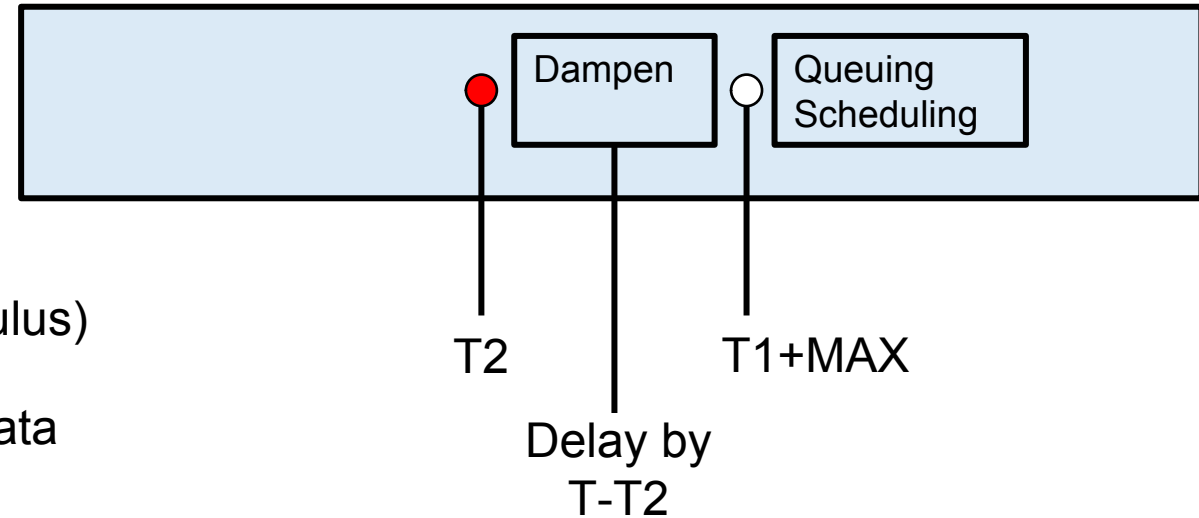 Dampen
Queuing
Scheduling
ulus)
T2
T1+MAX
ata
Delay by
T-T2